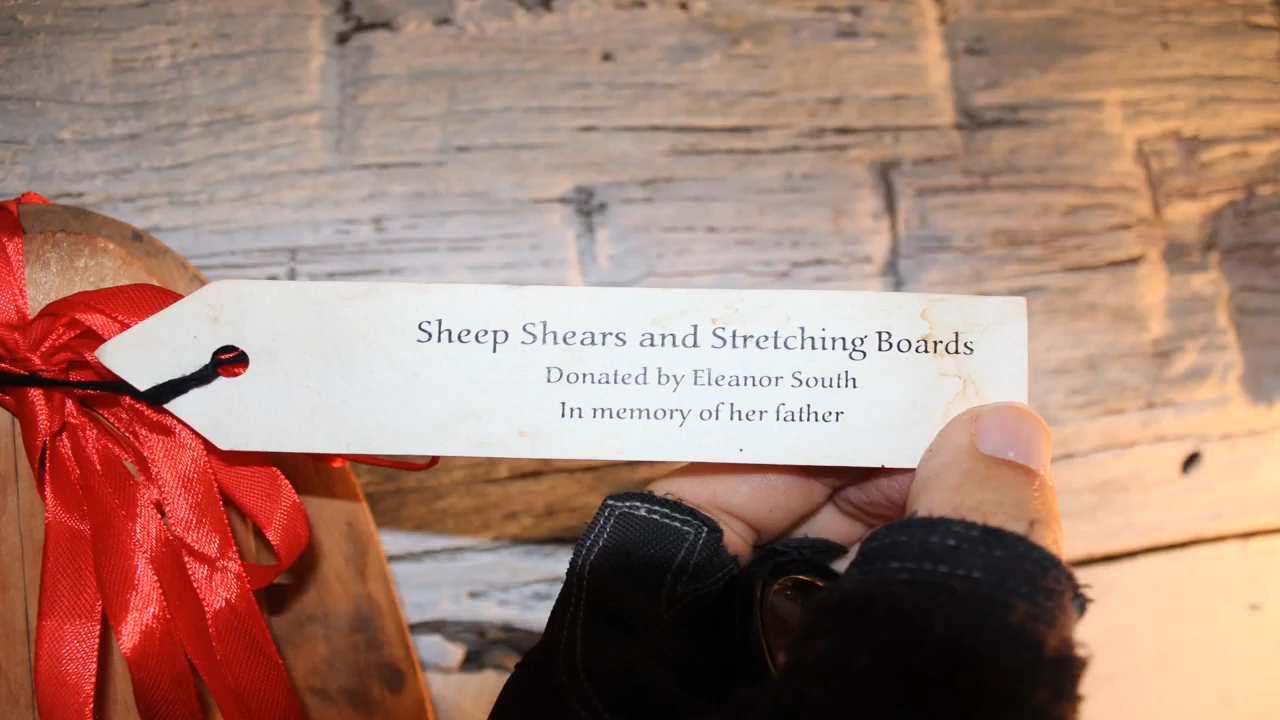 Sheep Shears and Stretching Boards
Donated by Eleanor South
In memory of her father